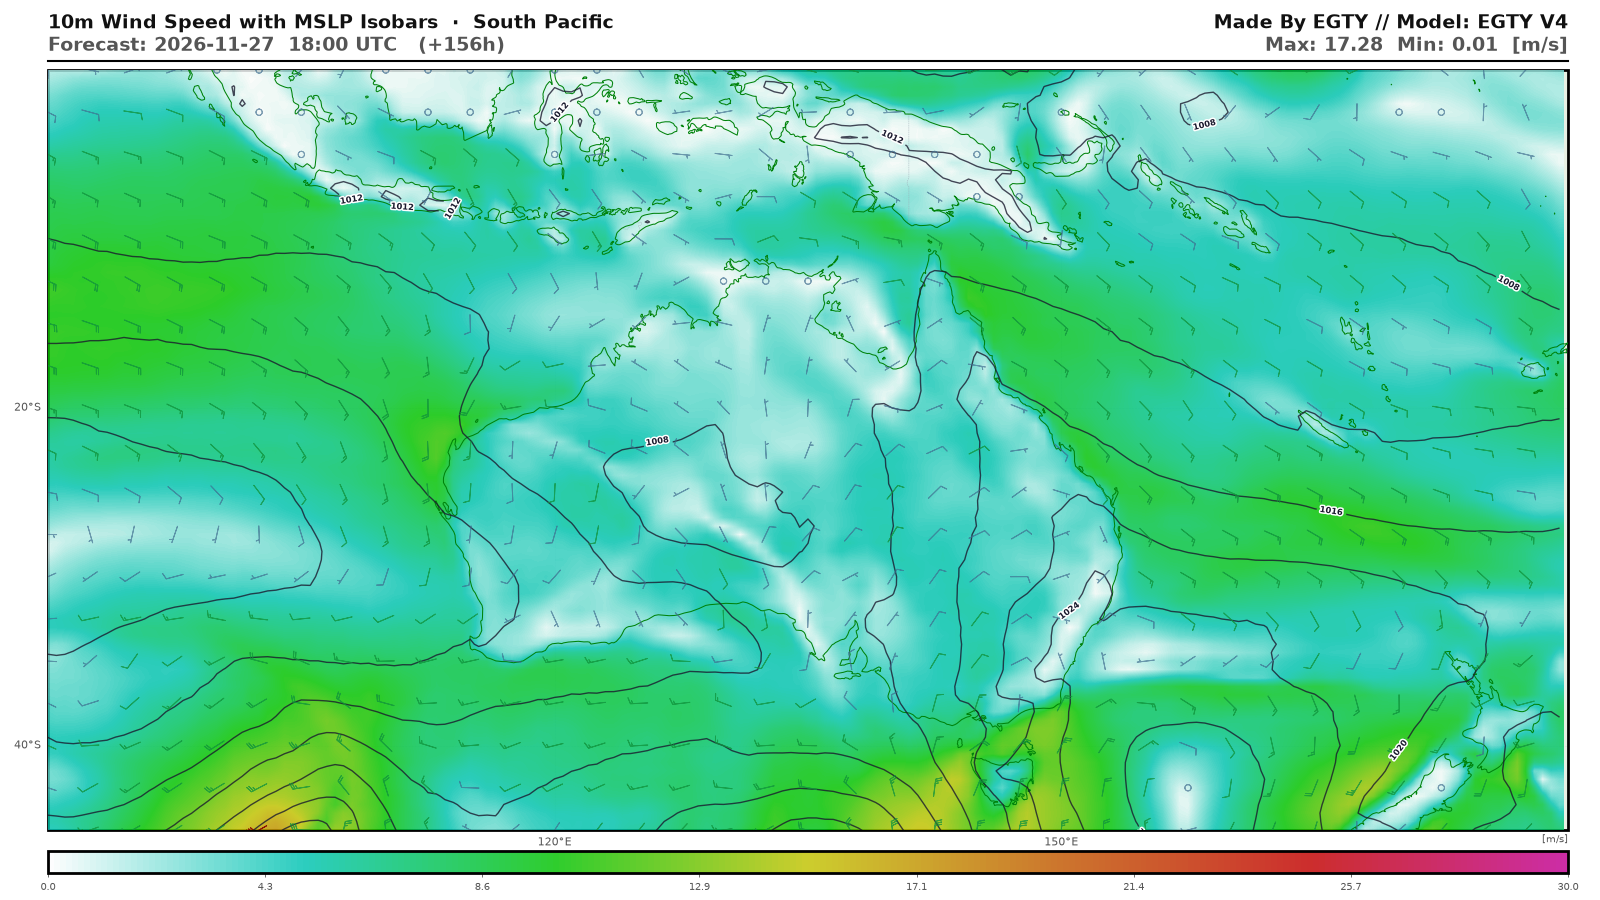 10m Wind Speed with MSLP Isobars · South Pacific
Made By EGTY // Model: EGTY V4
Forecast: 2026-11-27 18:00 UTC (+156h)
Max: 17.28 Min: 0.01 [m/s]
1012
1008
1012
1012
1012
1012
1008
20°S
1008
1016
1024
40°S
1020
120°E
150°E
[m/s]
0.0
4.3
8.6
12.9
17.1
21.4
25.7
30.0